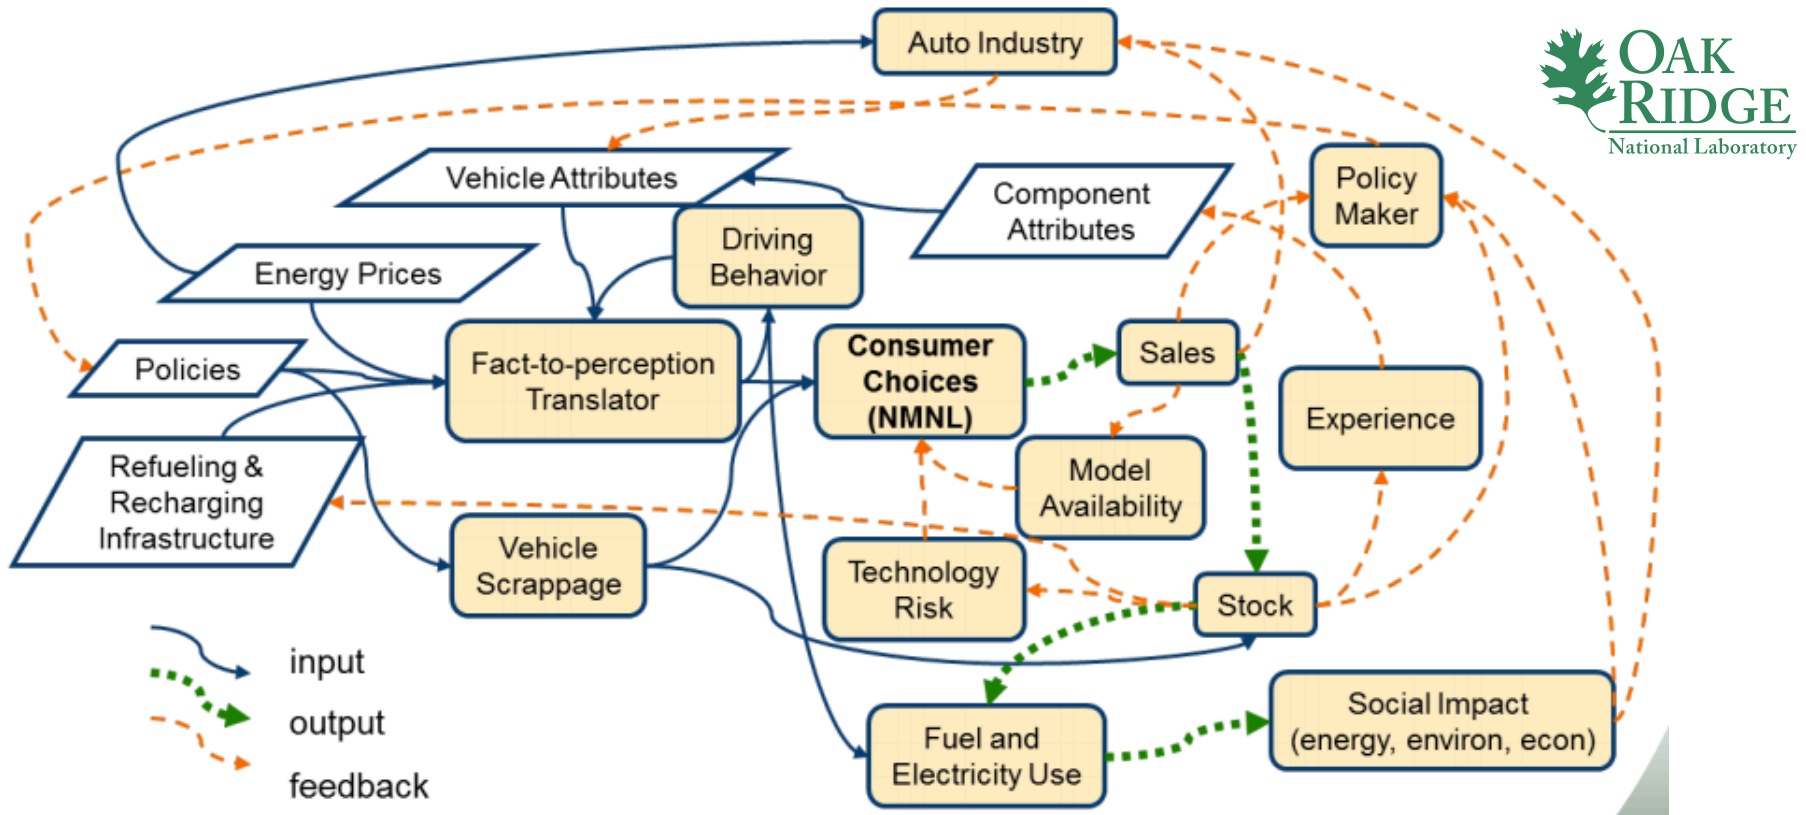 Auto Industry
OAK
RIDGE
National Laboratory
Vehicle Attributes
Component
Attributes
Policy
Maker
Driving
Behavior
Energy Prices
Policies
Fact-to-perception
Translator
Consumer
Choices
(NMNL)
Sales
Experience
Refueling &
Recharging
Infrastructure
Model
Availability
Vehicle
Scrappage
Technology
Risk
Stock
input
output
feedback
Fuel and
Electricity Use
Social Impact
(energy, environ, econ)